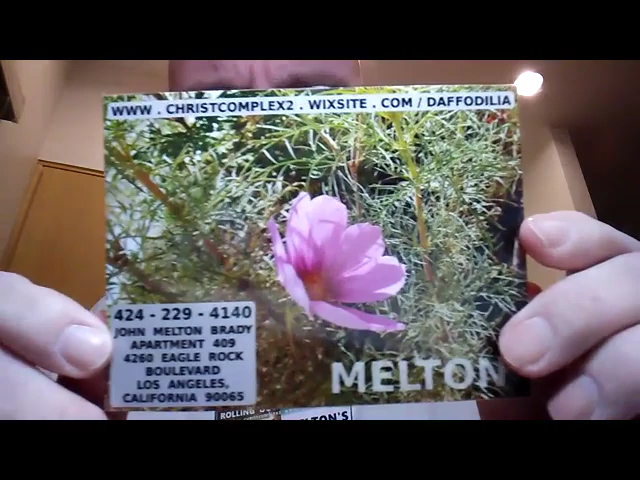 WWW . CHRISTCOMPLEX2 . WIXSITE . COM / DAFFODILIA
424 - 229 - 4140
JOHN MELTON BRADY
APARTMENT 409
4260 EAGLE ROCK
BOULEVARD
LOS ANGELES,
CALIFORNIA 90065
MELTON
ROLLING